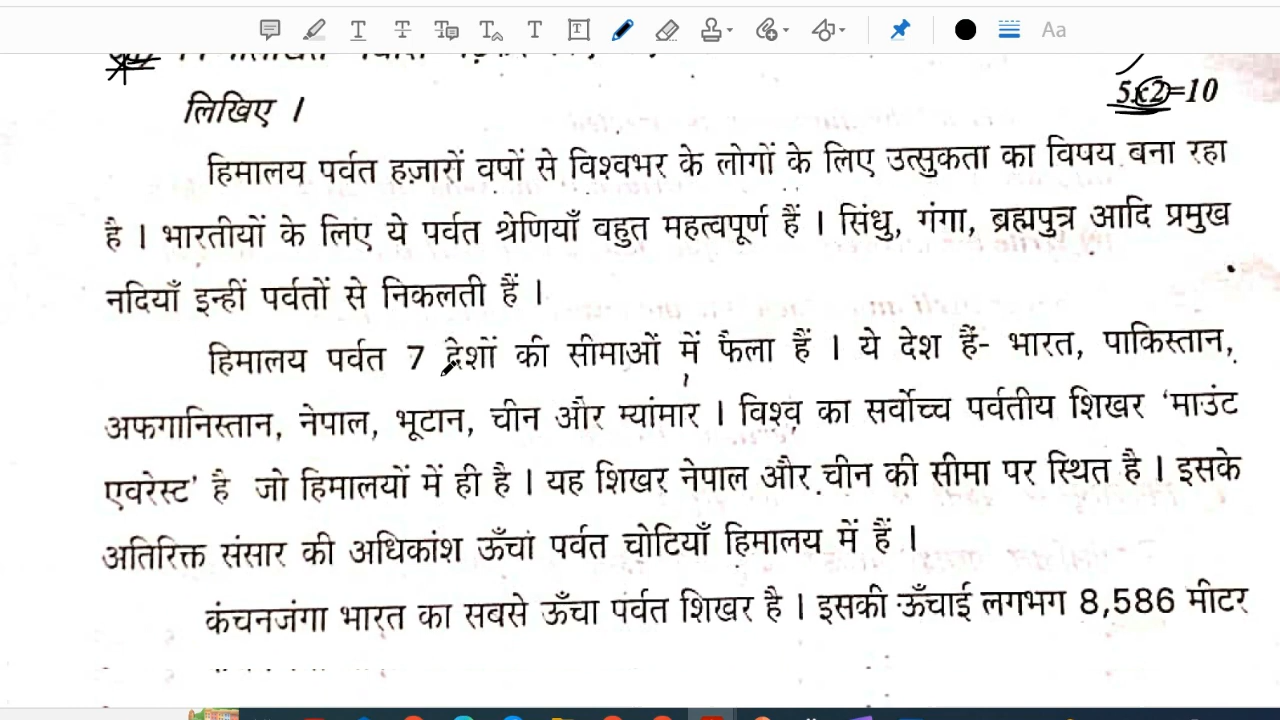 लिखिए ।
5x2=10
हिमालय पर्वत हज़ारों वर्षों से विश्वभर के लोगों के लिए उत्सुकता का विषय बना रहा
है । भारतीयों के लिए ये पर्वत श्रेणियाँ बहुत महत्वपूर्ण हैं । सिंधु, गंगा, ब्रह्मपुत्र आदि प्रमुख
नदियाँ इन्हीं पर्वतों से निकलती हैं ।
हिमालय पर्वत 7 देशों की सीमाओं में फैला हैं । ये देश हैं- भारत, पाकिस्तान,
अफगानिस्तान, नेपाल, भूटान, चीन और म्यांमार । विश्व का सर्वोच्च पर्वतीय शिखर ‘माउंट
एवरेस्ट’ है जो हिमालयों में ही है । यह शिखर नेपाल और चीन की सीमा पर स्थित है । इसके
अतिरिक्त संसार की अधिकांश ऊँचा पर्वत चोटियाँ हिमालय में हैं ।
कंचनजंगा भारत का सबसे ऊँचा पर्वत शिखर है । इसकी ऊँचाई लगभग 8,586 मीटर